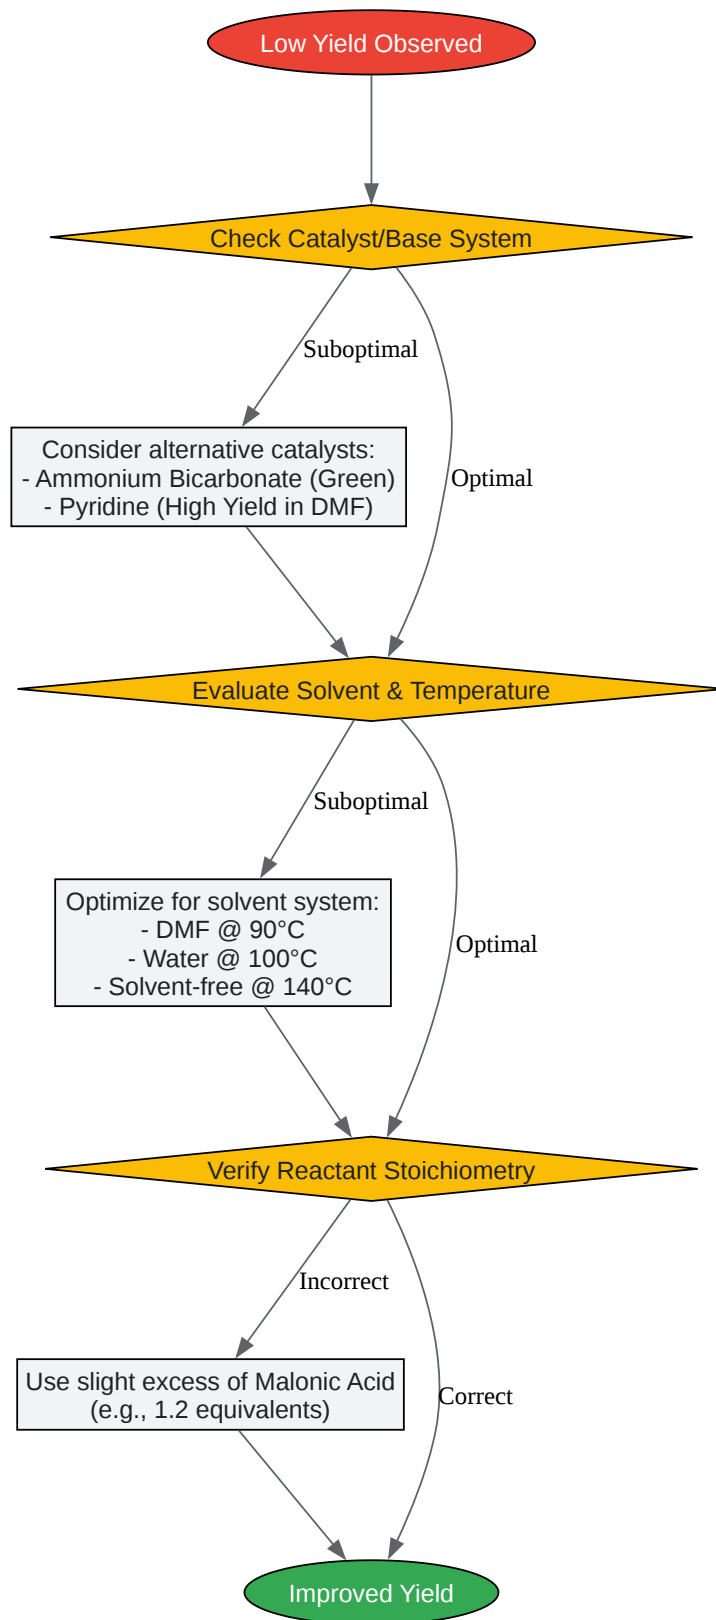 Low Yield Observed
Check Catalyst/Base System
Suboptimal
Consider alternative catalysts:
- Ammonium Bicarbonate (Green)
- Pyridine (High Yield in DMF)
Optimal
Evaluate Solvent & Temperature
Suboptimal
Optimize for solvent system:
- DMF @ 90°C
- Water @ 100°C
- Solvent-free @ 140°C
Optimal
Verify Reactant Stoichiometry
Incorrect
Use slight excess of Malonic Acid
(e.g., 1.2 equivalents)
Correct
Improved Yield